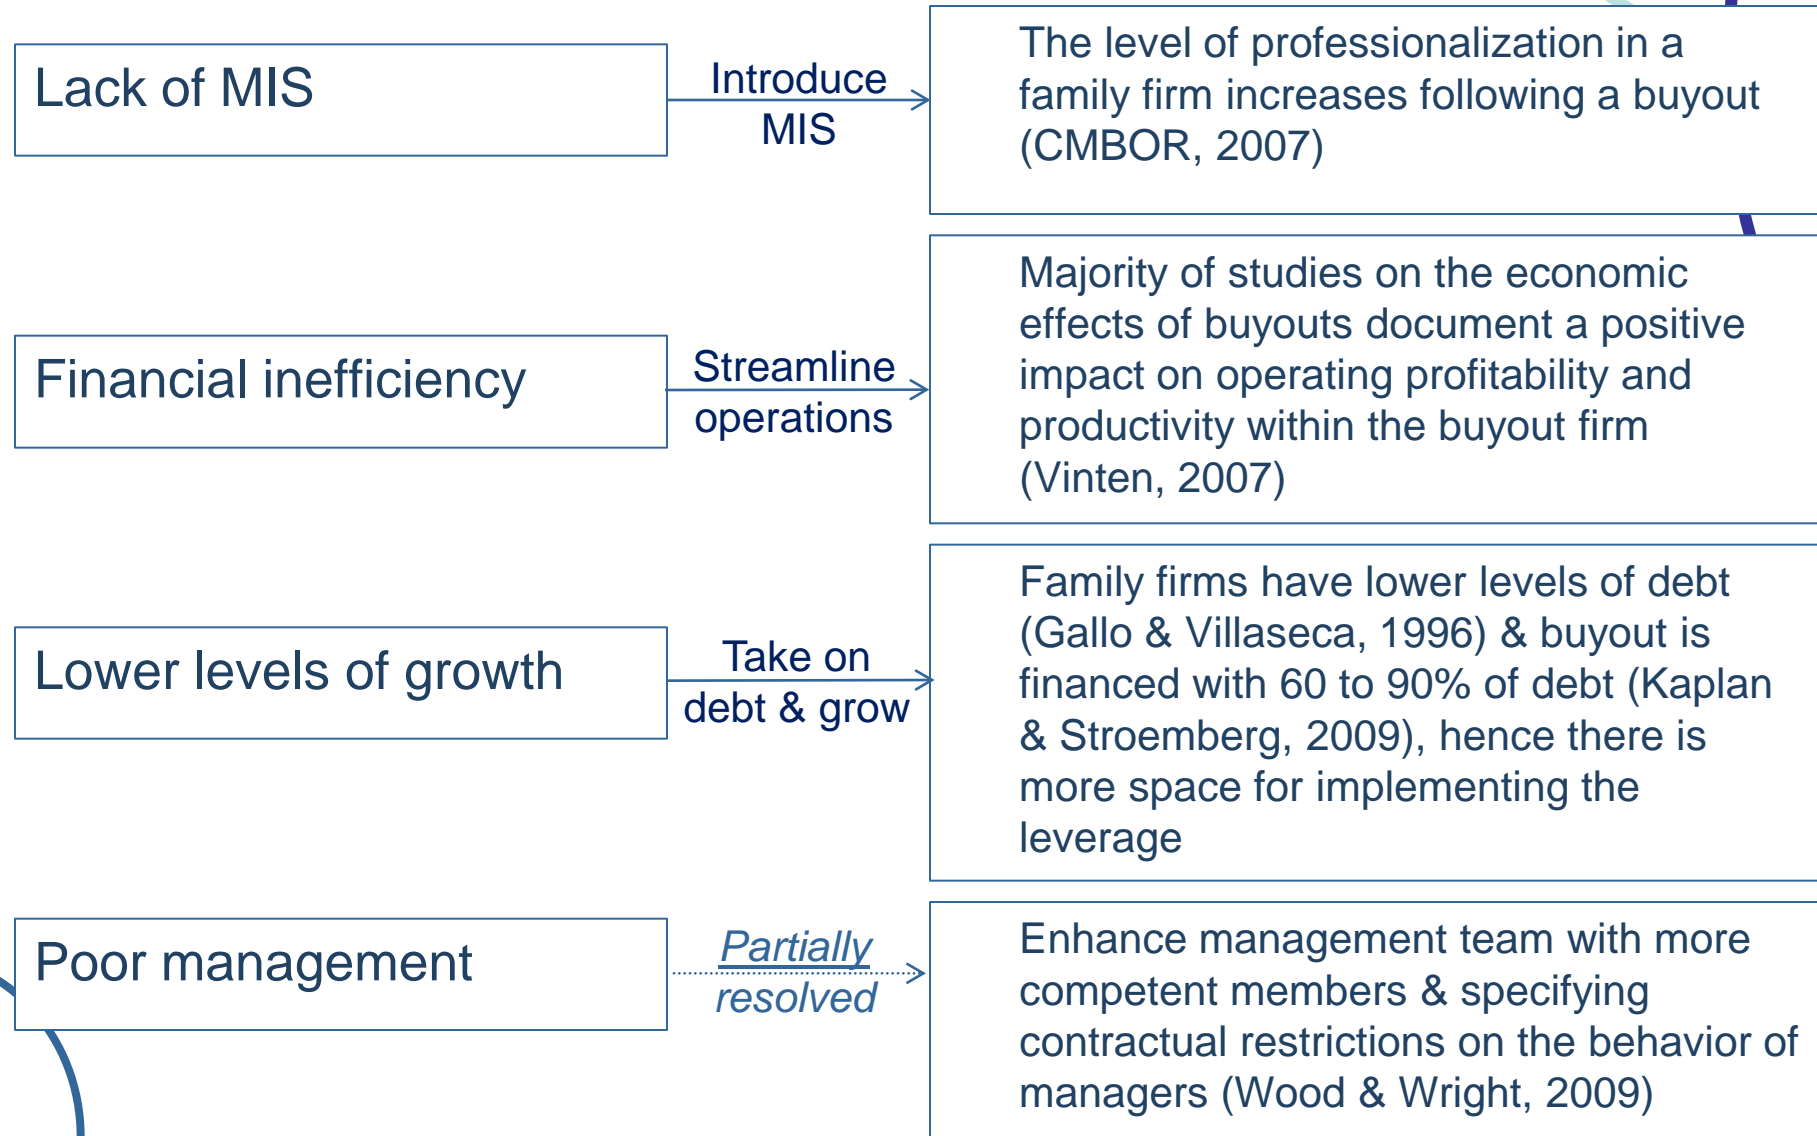 Lack of MIS
Introduce
MIS
The level of professionalization in a
family firm increases following a buyout
(CMBOR, 2007)
Financial inefficiency
Streamline
operations
Majority of studies on the economic
effects of buyouts document a positive
impact on operating profitability and
productivity within the buyout firm
(Vinten, 2007)
Lower levels of growth
Take on
debt & grow
Family firms have lower levels of debt
(Gallo & Villaseca, 1996) & buyout is
financed with 60 to 90% of debt (Kaplan
& Stroemberg, 2009), hence there is
more space for implementing the
leverage
Poor management
Partially
resolved
Enhance management team with more
competent members & specifying
contractual restrictions on the behavior of
managers (Wood & Wright, 2009)